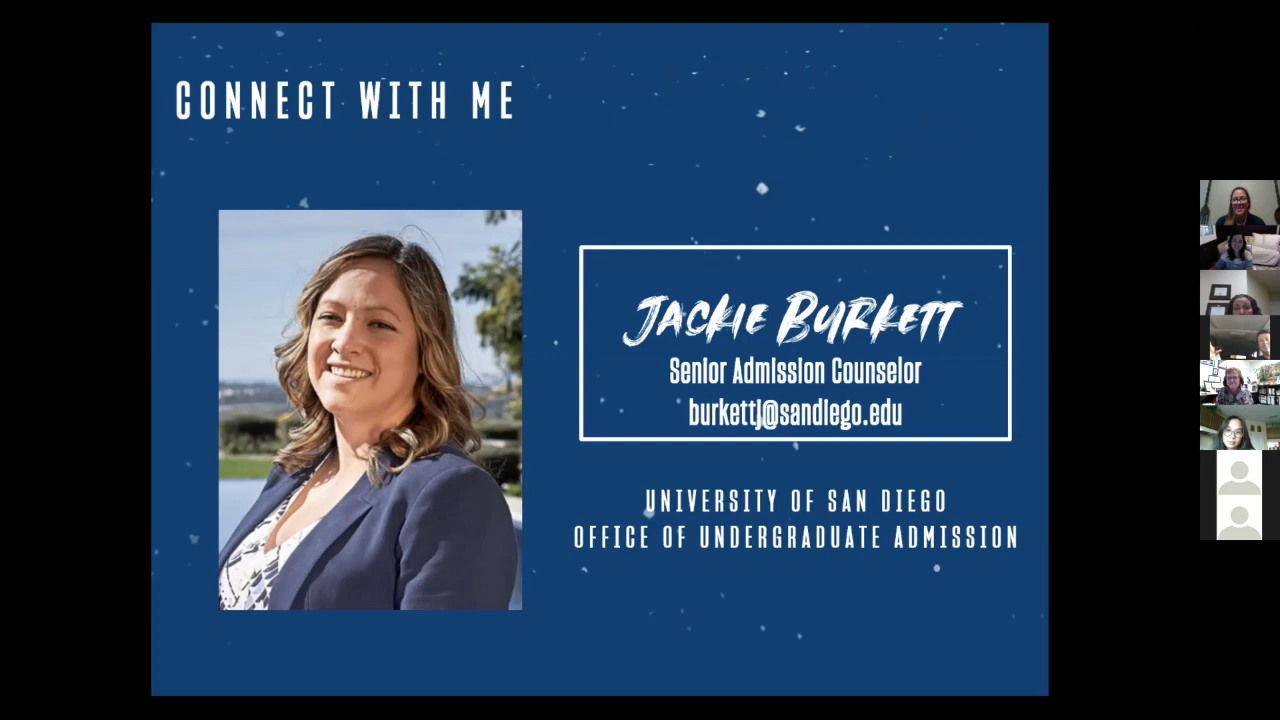 CONNECT WITH ME
JACKIE BURKETT
Senior Admission Counselor
burkettj@sandiego.edu
UNIVERSITY OF SAN DIEGO
OFFICE OF UNDERGRADUATE ADMISSION